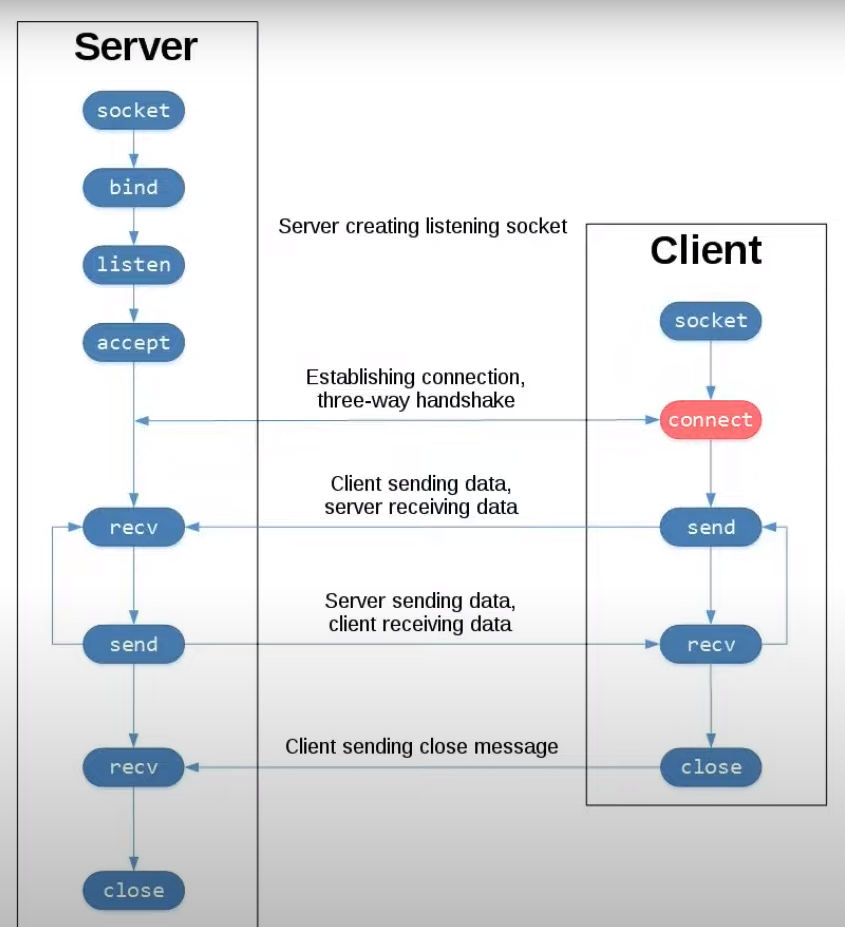 Server
socket
bind
listen
accept
recv
send
recv
close
Server creating listening socket
Establishing connection,
three-way handshake
Client sending data,
server receiving data
Server sending data,
client receiving data
Client sending close message
Client
socket
connect
send
recv
close